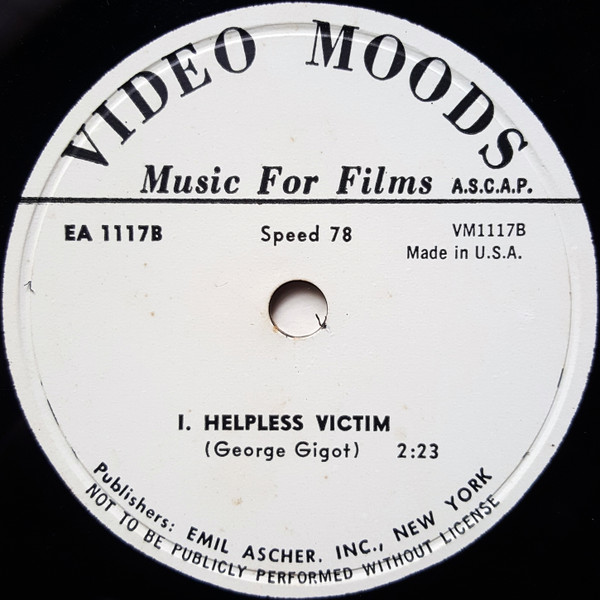 VIDEO MOODS
Music For Films A.S.C.A.P.
EA 1117B Speed 78 VM1117B
Made in U.S.A.
1. HELPLESS VICTIM
(George Gigot) 2:23
Publishers: EMIL ASCHER, INC., NEW YORK
NOT TO BE PUBLICLY PERFORMED WITHOUT LICENSE